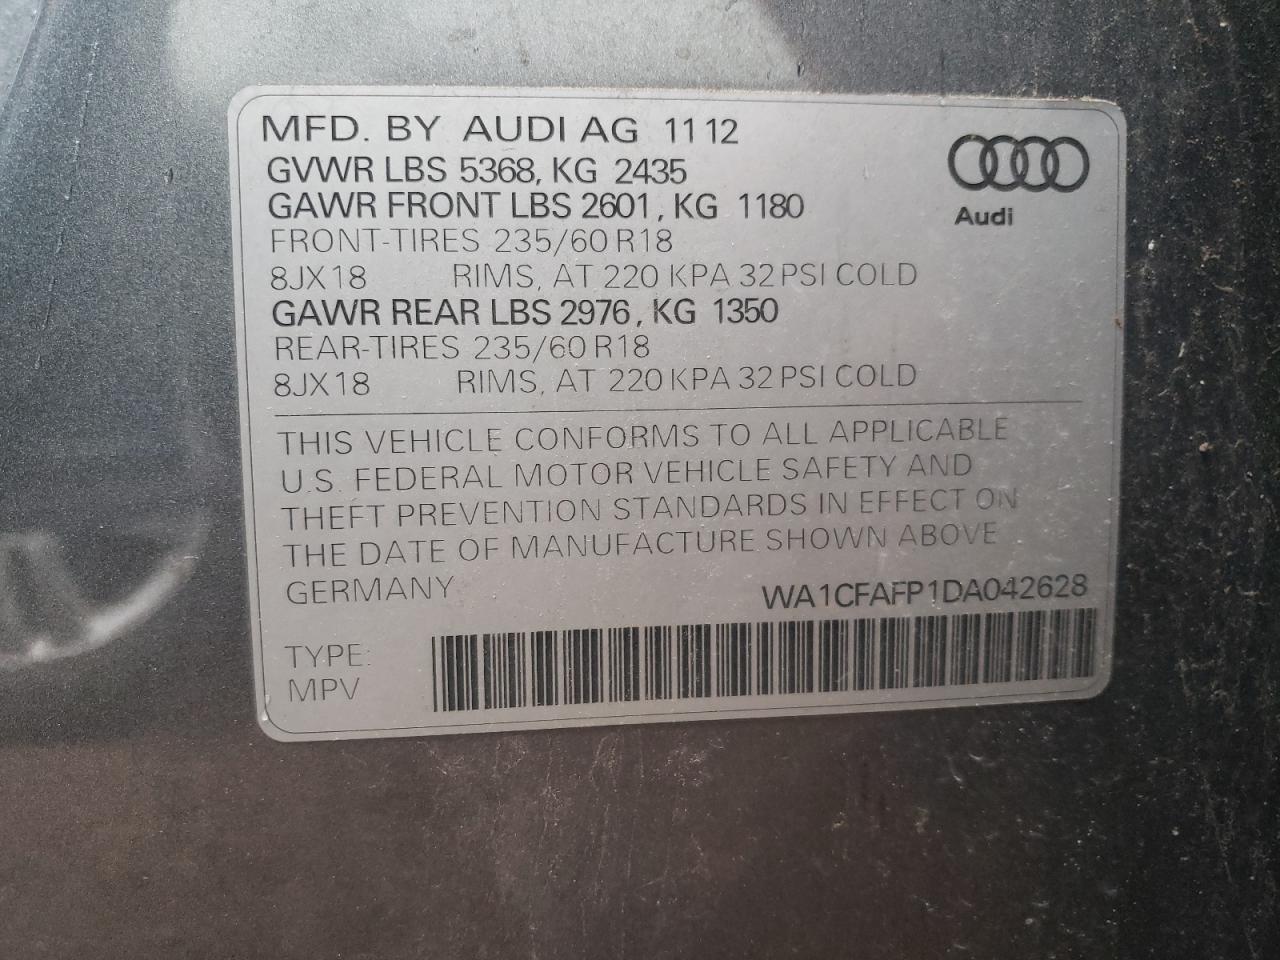 MFD. BY AUDI AG 11 12
GVWR LBS 5368, KG 2435
GAWR FRONT LBS 2601, KG 1180
FRONT-TIRES 235/60 R18
8JX18 RIMS, AT 220 KPA 32 PSI COLD
GAWR REAR LBS 2976, KG 1350
REAR-TIRES 235/60 R18
8JX18 RIMS, AT 220 KPA 32 PSI COLD
Audi
THIS VEHICLE CONFORMS TO ALL APPLICABLE
U.S. FEDERAL MOTOR VEHICLE SAFETY AND
THEFT PREVENTION STANDARDS IN EFFECT ON
THE DATE OF MANUFACTURE SHOWN ABOVE
GERMANY WA1CFAFP1DA042628
TYPE:
MPV